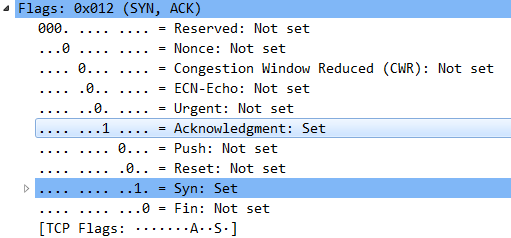 Flags: 0x012 (SYN, ACK)
000. .... .... = Reserved: Not set
...0 .... .... = Nonce: Not set
.... 0... .... = Congestion Window Reduced (CWR): Not set
.... .0.. .... = ECN-Echo: Not set
.... ..0. .... = Urgent: Not set
.... ...1 .... = Acknowledgment: Set
.... .... 0... = Push: Not set
.... .... .0.. = Reset: Not set
.... .... ..1. = Syn: Set
.... .... ...0 = Fin: Not set
[TCP Flags: ·······A··S·]